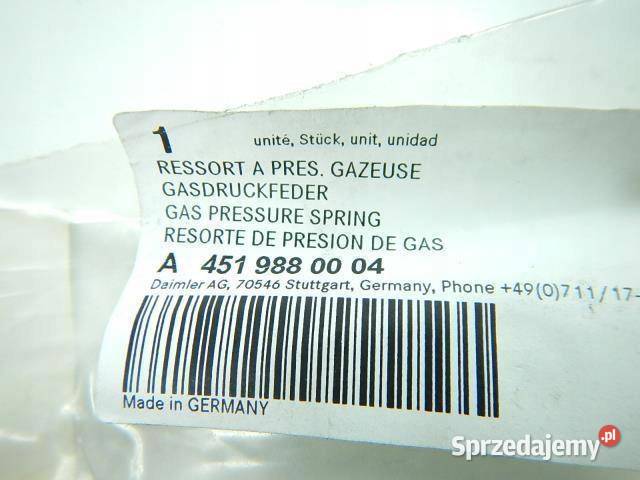 1 unité, Stück, unit, unidad
RESSORT A PRES. GAZEUSE
GASDRUCKFEDER
GAS PRESSURE SPRING
RESORTE DE PRESION DE GAS
A 451 988 00 04
Daimler AG, 70546 Stuttgart, Germany, Phone +49(0)711/17-
Made in GERMANY
Sprzedajemy.pl